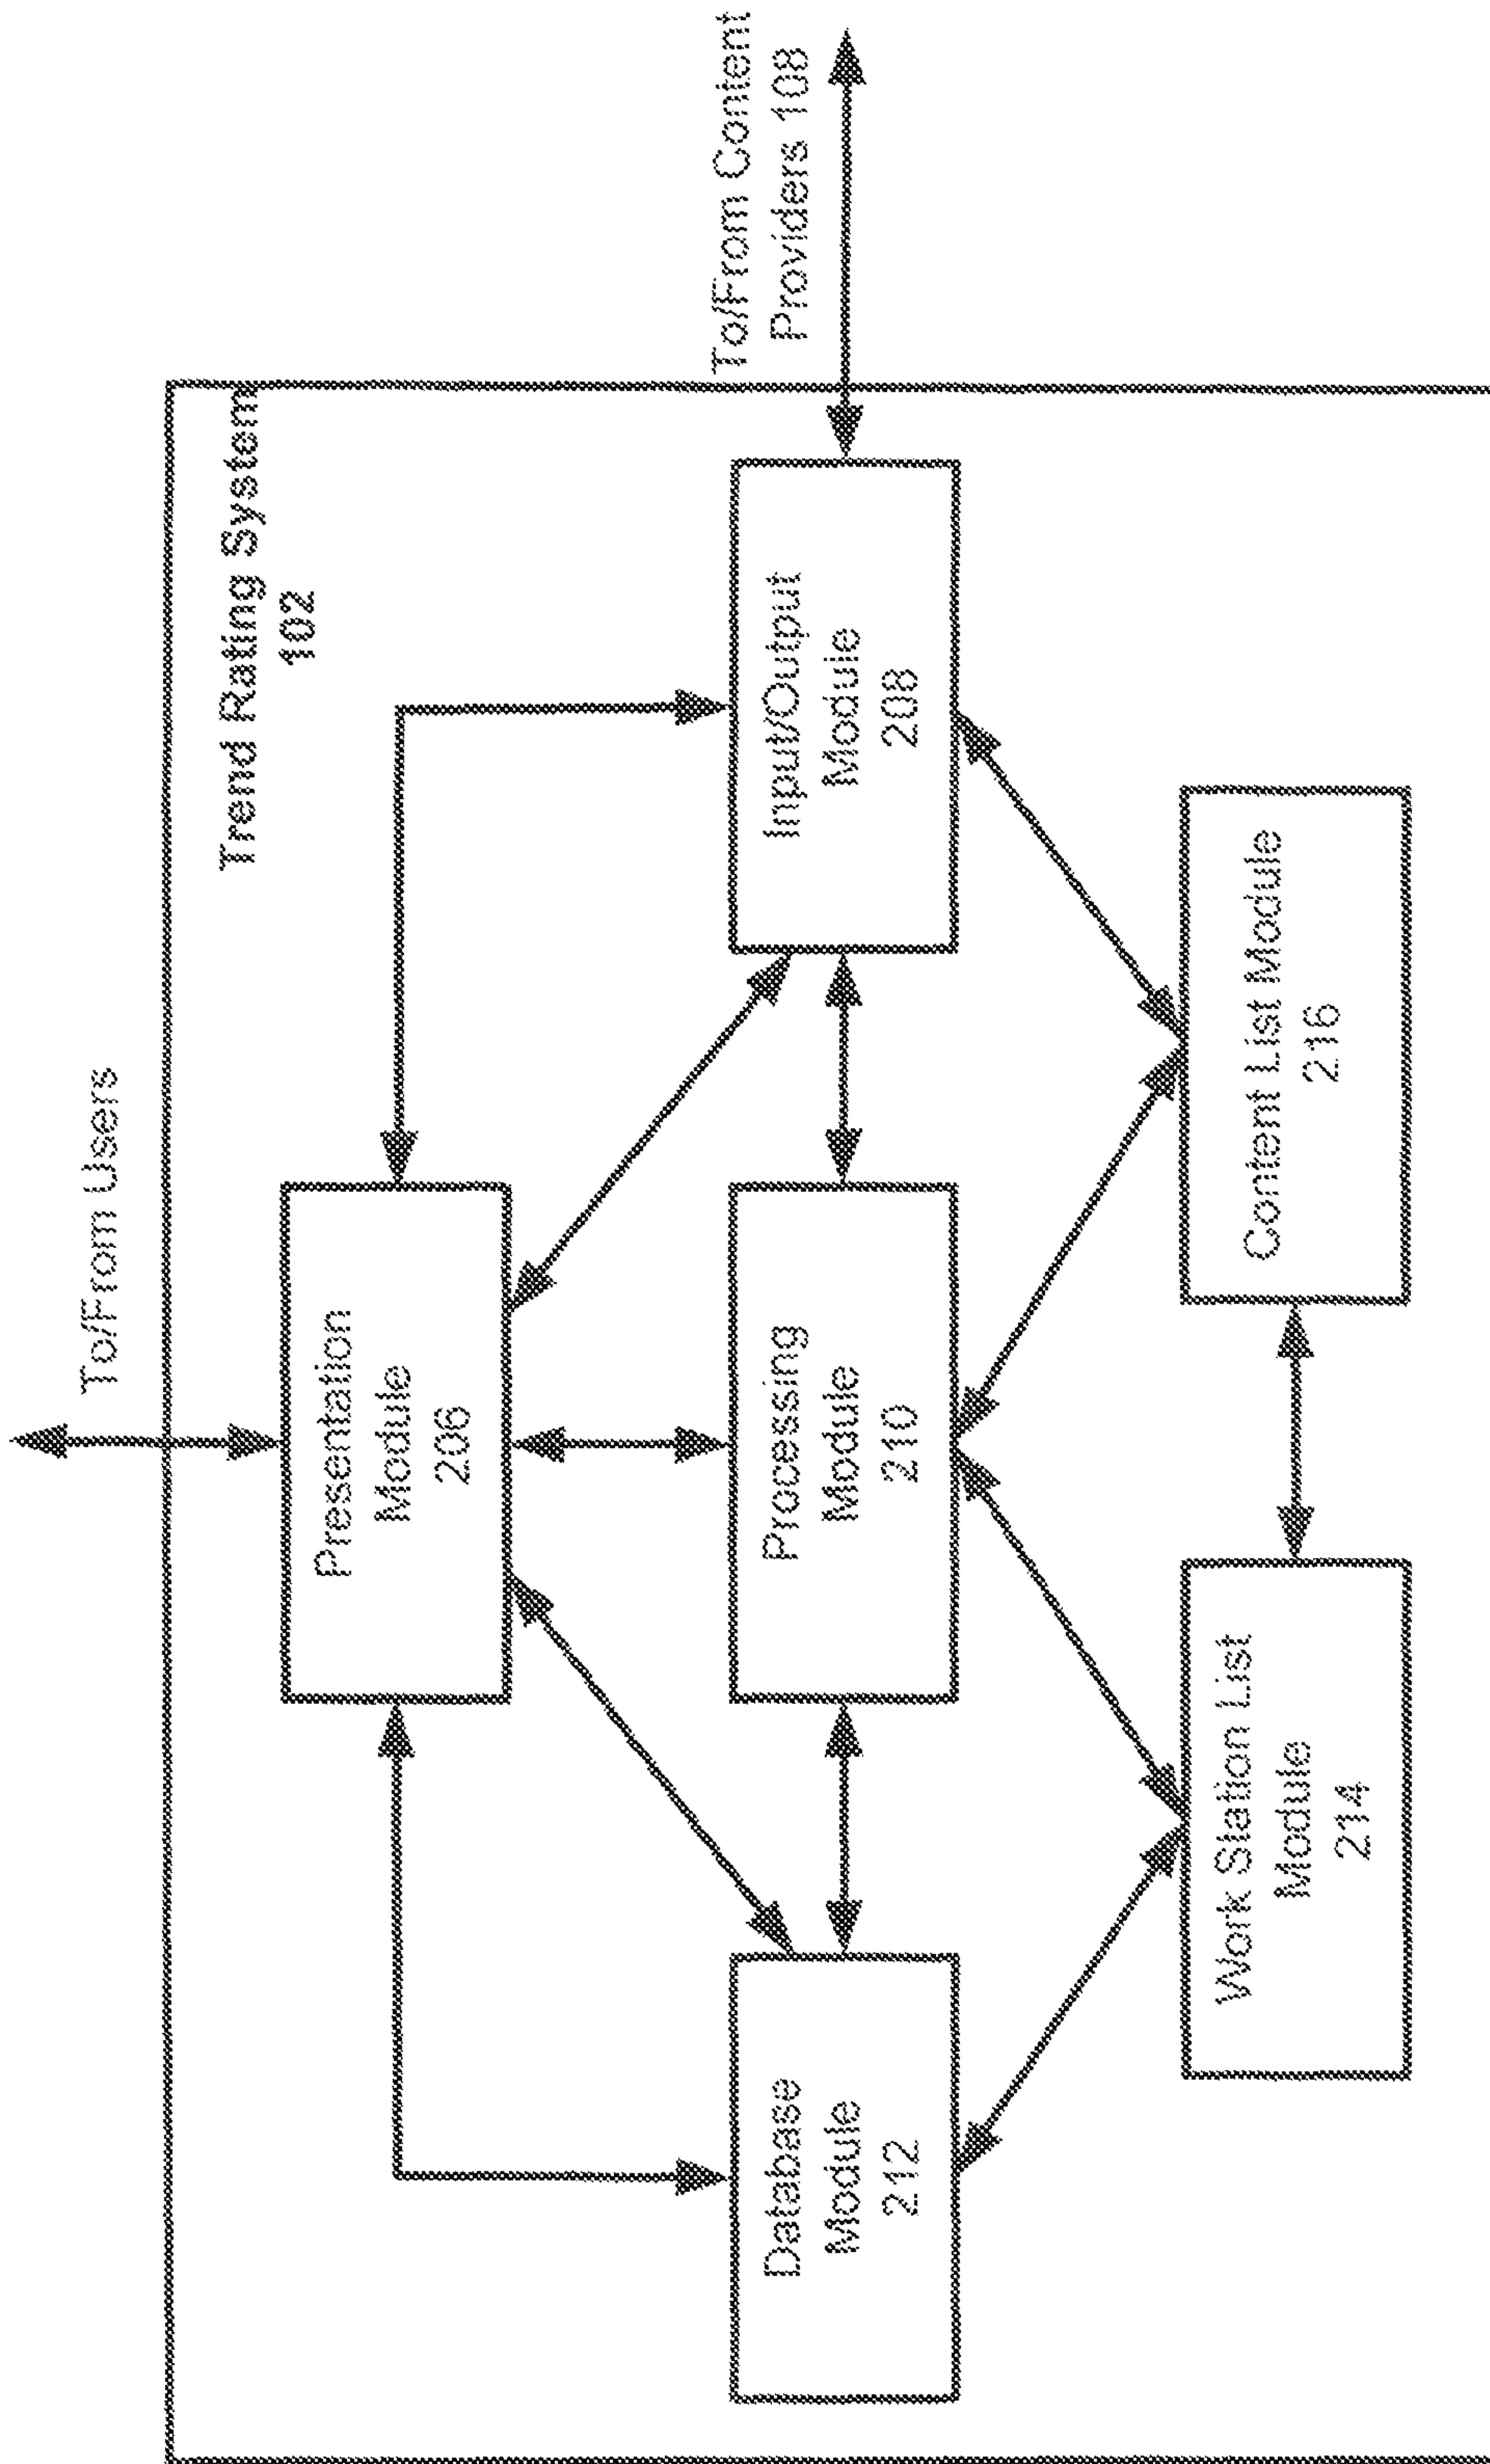 To/From Users
Trend Rating System
102
Presentation
Module
206
To/From Content
Providers 108
Database
Module
212
Processing
Module
210
Input/Output
Module
208
Work Station List
Module
214
Content List Module
216